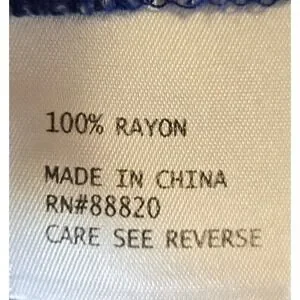 100% RAYON
MADE IN CHINA
RN#88820
CARE SEE REVERSE